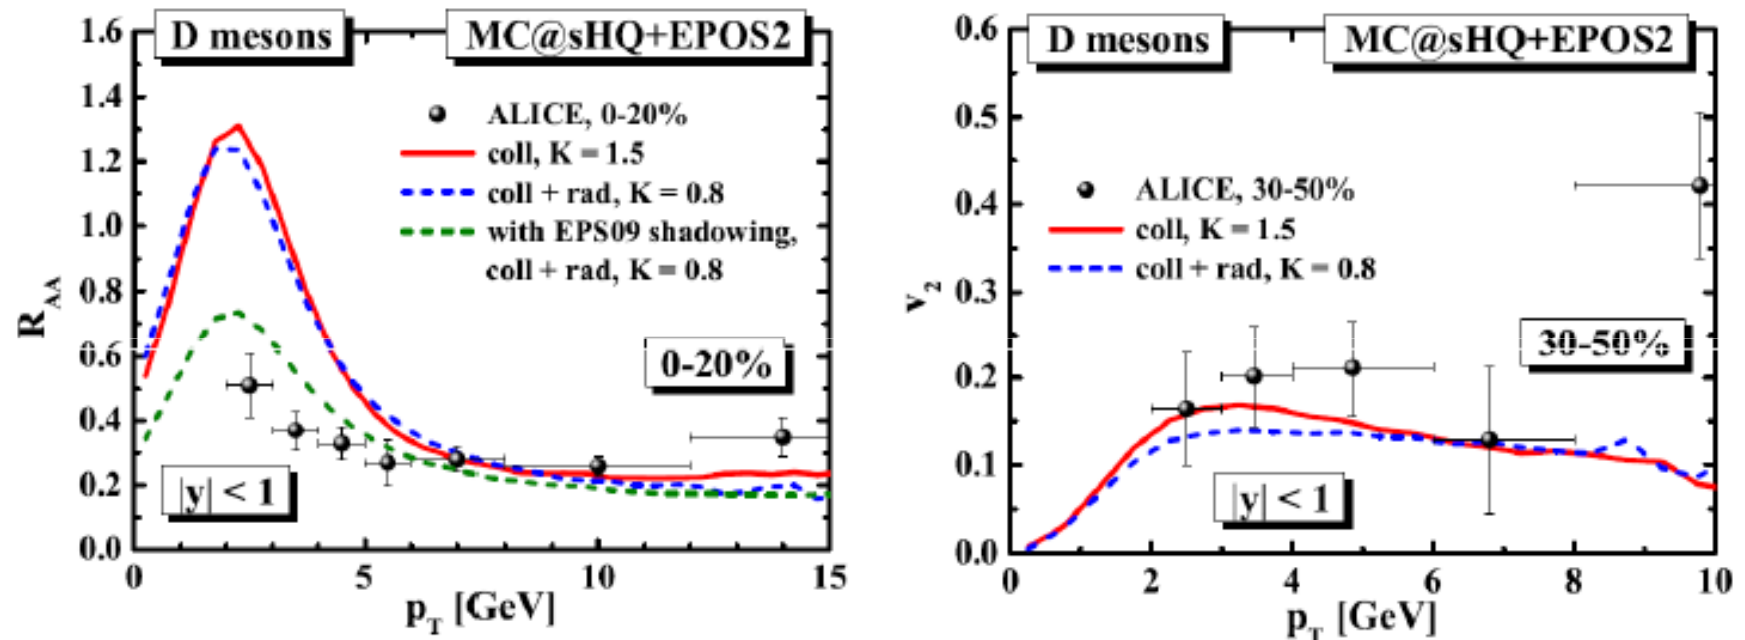 D mesons
MC@sHQ+EPOS2
1.6
1.4
1.2
1.0
0.8
0.6
0.4
0.2
0.0
R_AA
ALICE, 0-20%
coll, K = 1.5
coll + rad, K = 0.8
with EPS09 shadowing,
coll + rad, K = 0.8
0-20%
|y| < 1
0
5
10
15
p_T [GeV]
D mesons
MC@sHQ+EPOS2
0.6
0.5
0.4
0.3
0.2
0.1
0.0
v_2
ALICE, 30-50%
coll, K = 1.5
coll + rad, K = 0.8
30-50%
|y| < 1
0
2
4
6
8
10
p_T [GeV]